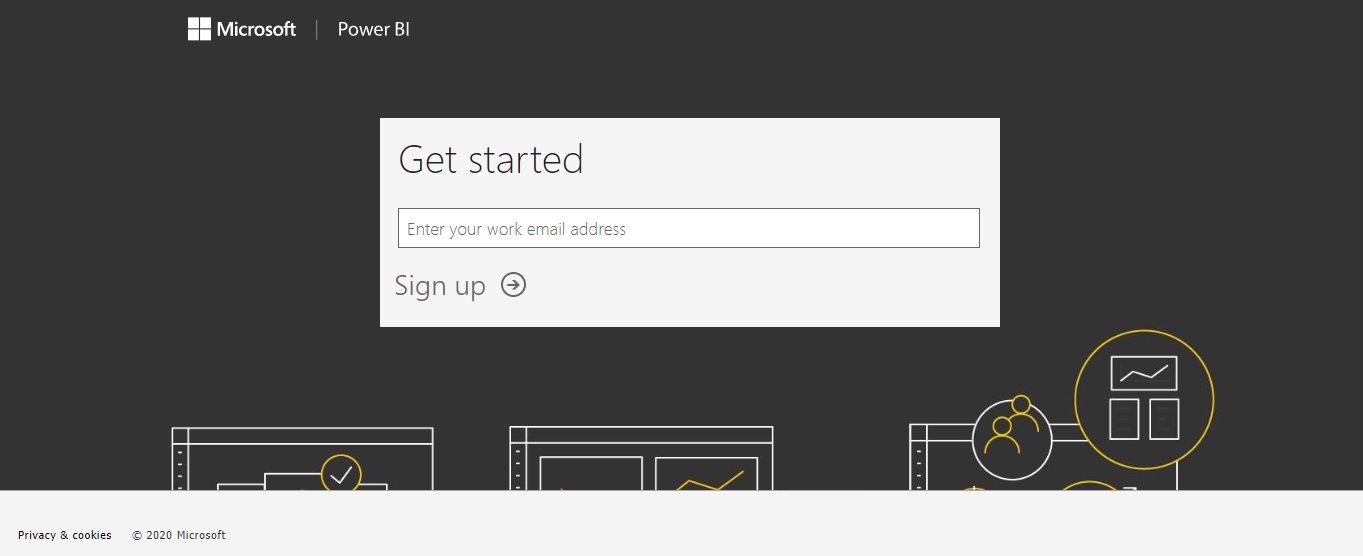 Microsoft | Power BI
Get started
Enter your work email address
Sign up
Privacy & cookies © 2020 Microsoft